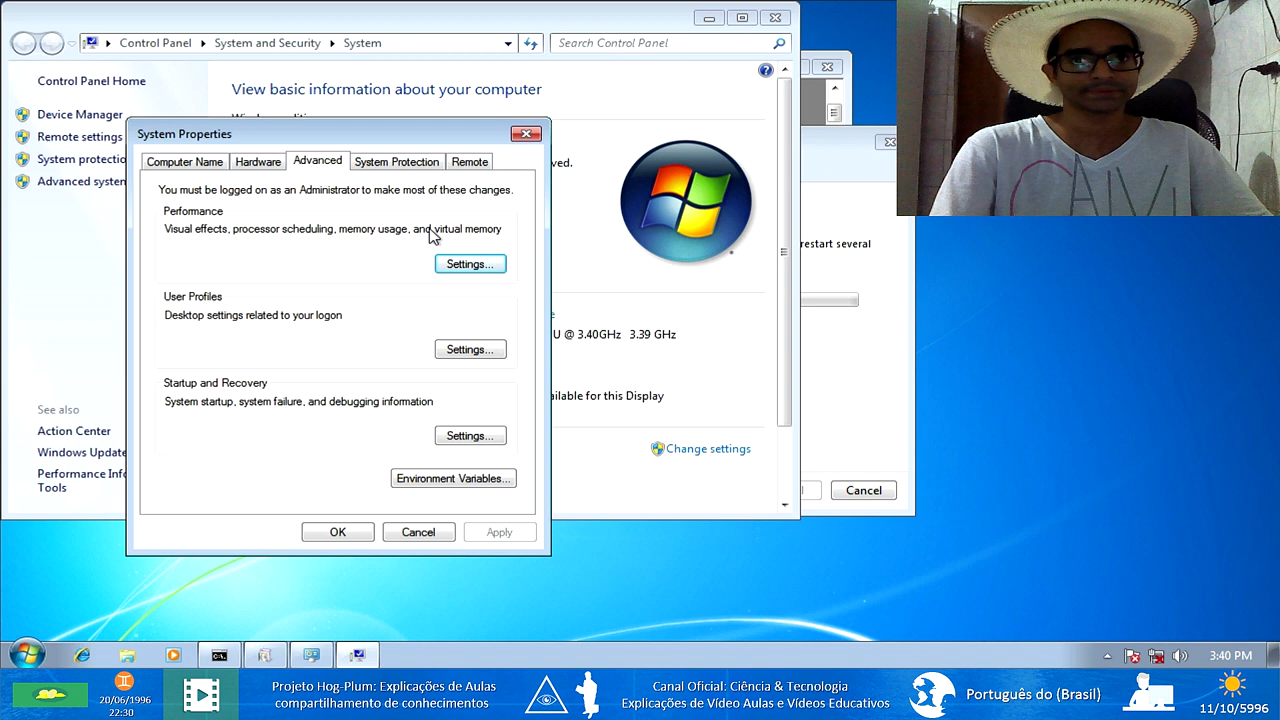 Control Panel
System and Security
System
Search Control Panel
Control Panel Home
Device Manager
Remote settings
Advanced
View basic information about your computer
System Properties
Computer Name
Hardware
Advanced
System Protection
Remote
You must be logged on as an Administrator to make most of these changes.
Performance
Visual effects, processor scheduling, memory usage, and virtual memory
Settings...
User Profiles
Desktop settings related to your logon
Settings...
Startup and Recovery
System startup, system failure, and debugging information
Settings...
Environment Variables...
OK
Cancel
Apply
U @ 3.40GHz 3.39 GHz
for this Display
Change settings
restart several
Cancel
See also
Action Center
Windows Update
Performance
Tools
3:40 PM
20/06/1996
22:30
Projeto Hog-Plum: Explicações de Aulas
compartilhamento de conhecimentos
Canal Oficial: Ciência & Tecnologia
Explicações de Vídeo Aulas e Vídeos Educativos
Português do (Brasil)
11/10/5996